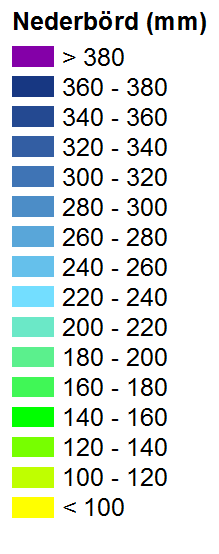 Nederbörd (mm)
> 380
360 - 380
340 - 360
320 - 340
300 - 320
280 - 300
260 - 280
240 - 260
220 - 240
200 - 220
180 - 200
160 - 180
140 - 160
120 - 140
100 - 120
< 100